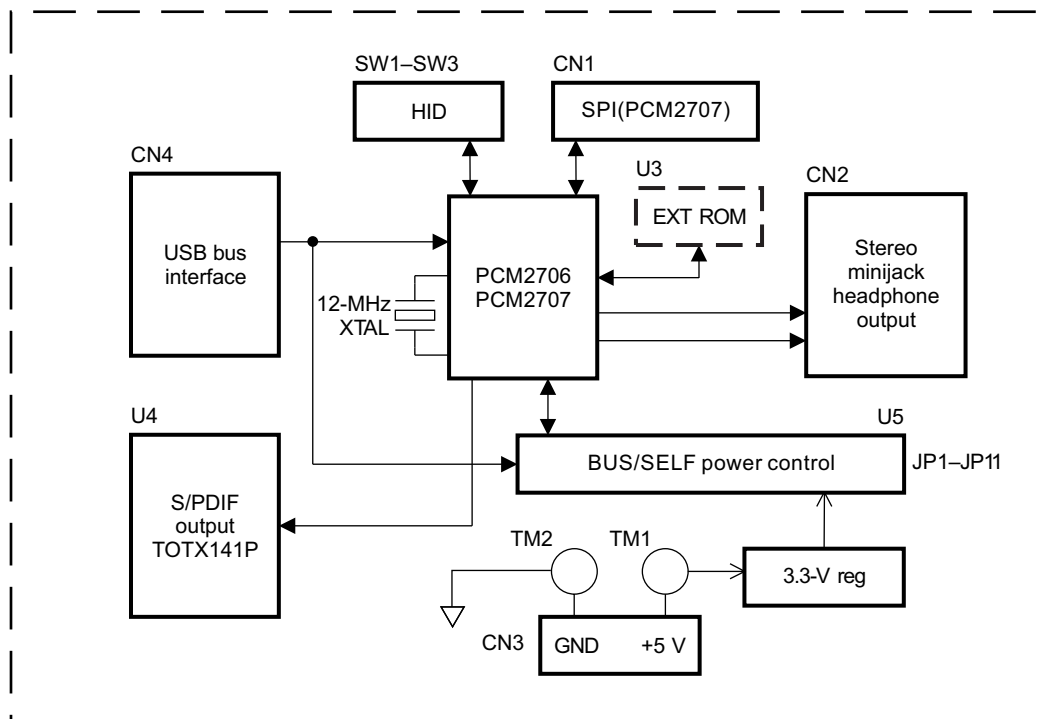 SW1–SW3
CN1
HID
SPI(PCM2707)
CN4
U3
CN2
EXT ROM
USB bus
interface
PCM2706
PCM2707
Stereo
minijack
headphone
output
12-MHz
XTAL
U4
U5
BUS/SELF power control
JP1–JP11
S/PDIF
output
TOTX141P
TM2
TM1
3.3-V reg
CN3
GND
+5 V